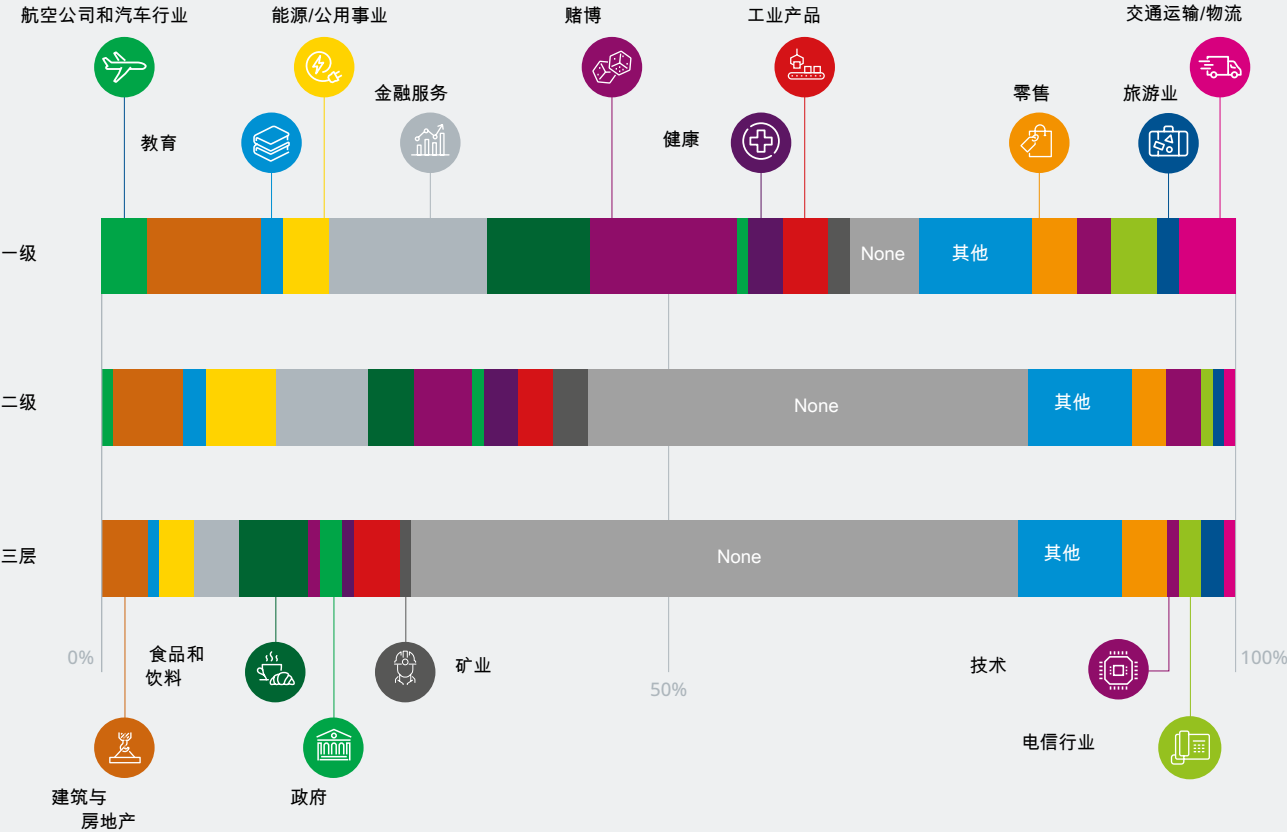 航空公司和汽车行业
能源/公用事业
赌博
工业产品
交通运输/物流
金融服务
零售
旅游业
教育
健康
一级
None
其他
二级
None
其他
三层
None
其他
0%
食品和
饮料
矿业
50%
技术
100%
电信行业
建筑与
房地产
政府